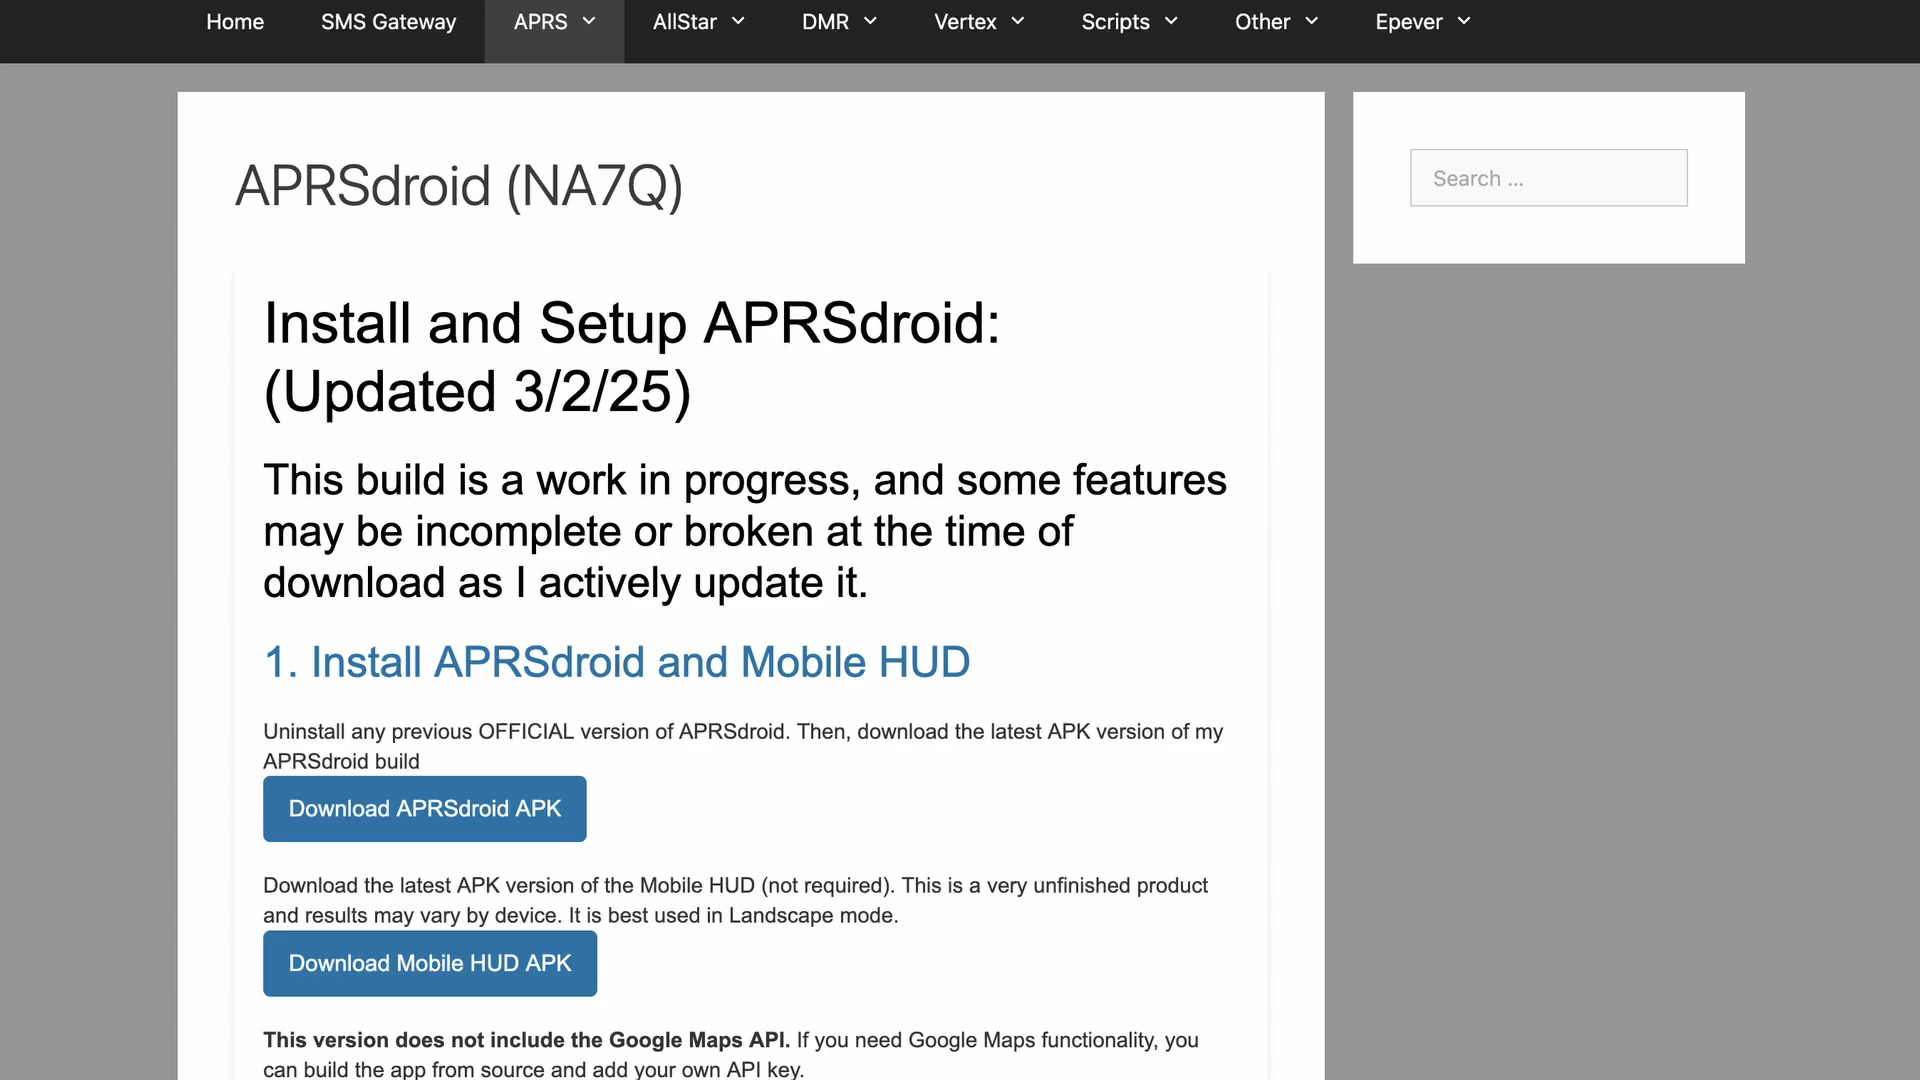 Home SMS Gateway APRS AllStar DMR Vertex Scripts Other Epever
APRSdroid (NA7Q)
Search ...
Install and Setup APRSdroid:
(Updated 3/2/25)
This build is a work in progress, and some features
may be incomplete or broken at the time of
download as I actively update it.
1. Install APRSdroid and Mobile HUD
Uninstall any previous OFFICIAL version of APRSdroid. Then, download the latest APK version of my
APRSdroid build
Download APRSdroid APK
Download the latest APK version of the Mobile HUD (not required). This is a very unfinished product
and results may vary by device. It is best used in Landscape mode.
Download Mobile HUD APK
This version does not include the Google Maps API. If you need Google Maps functionality, you
can build the app from source and add your own API key.